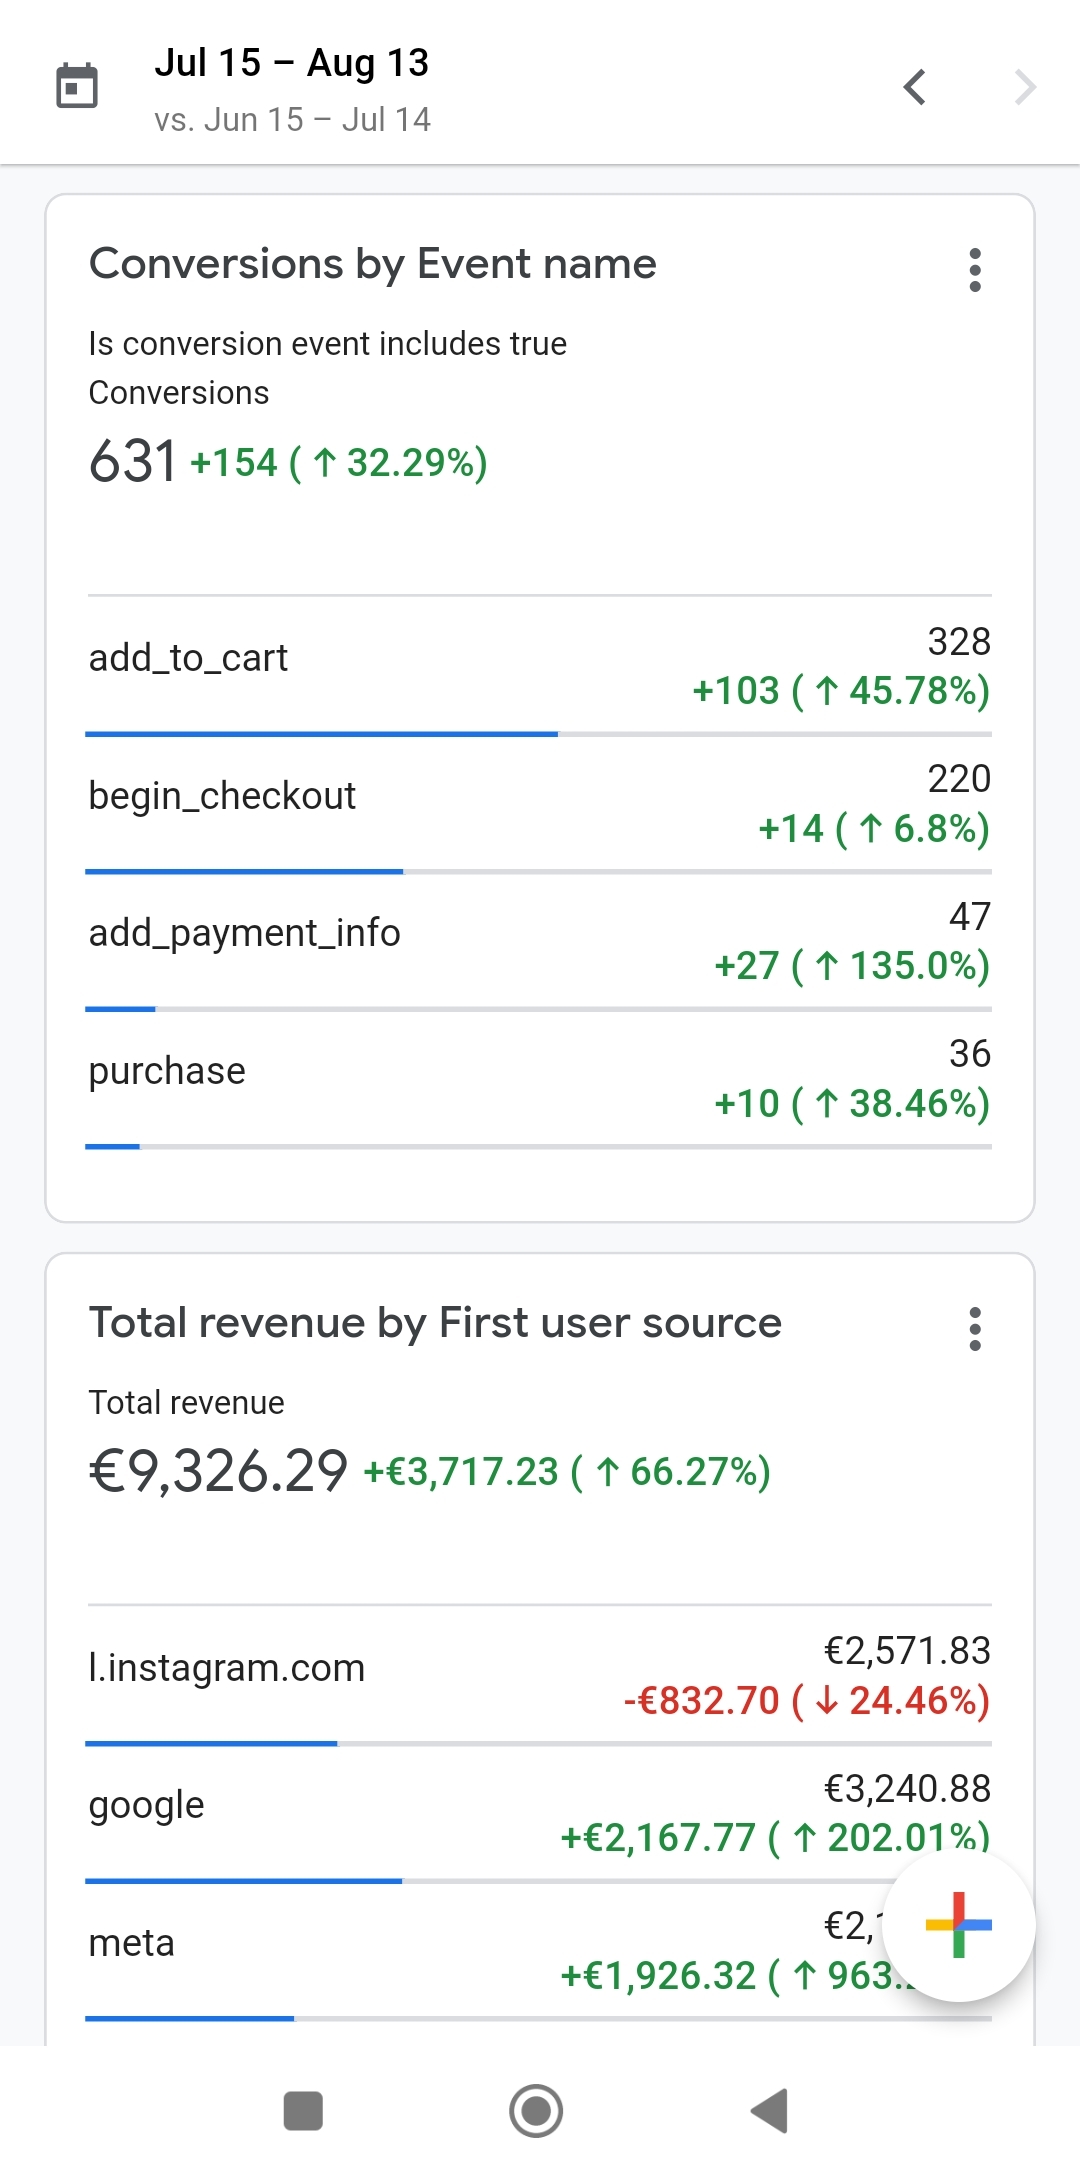 Jul 15 – Aug 13
vs. Jun 15 – Jul 14
Conversions by Event name
Is conversion event includes true
Conversions
631 +154 ( ↑ 32.29%)
add_to_cart
328
+103 ( ↑ 45.78%)
begin_checkout
220
+14 ( ↑ 6.8%)
add_payment_info
47
+27 ( ↑ 135.0%)
purchase
36
+10 ( ↑ 38.46%)
Total revenue by First user source
Total revenue
€9,326.29 +€3,717.23 ( ↑ 66.27%)
l.instagram.com
€2,571.83
-€832.70 ( ↓ 24.46%)
google
€3,240.88
+€2,167.77 ( ↑ 202.01%)
meta
+€1,926.32 ( ↑